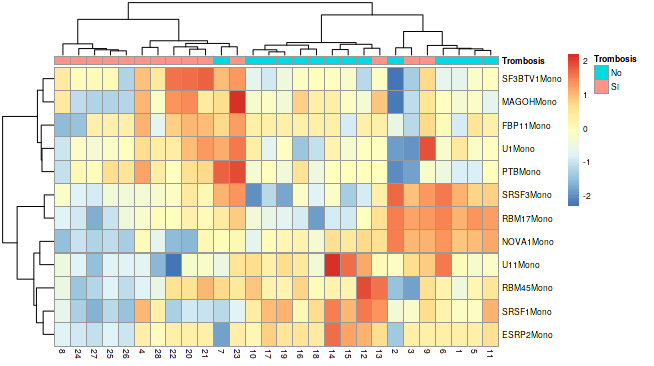 Trombosis
SF3BTV1Mono
MAGOHMono
FBP11Mono
U1Mono
PTBMono
SRSF3Mono
RBM17Mono
NOVA1Mono
U11Mono
RBM45Mono
SRSF1Mono
ESRP2Mono
8 24 27 25 26 4 28 22 20 21 7 23 10 17 19 16 18 14 15 12 13 2 3 9 6 1 5 11
2
1
0
-1
-2
Trombosis
No
SI